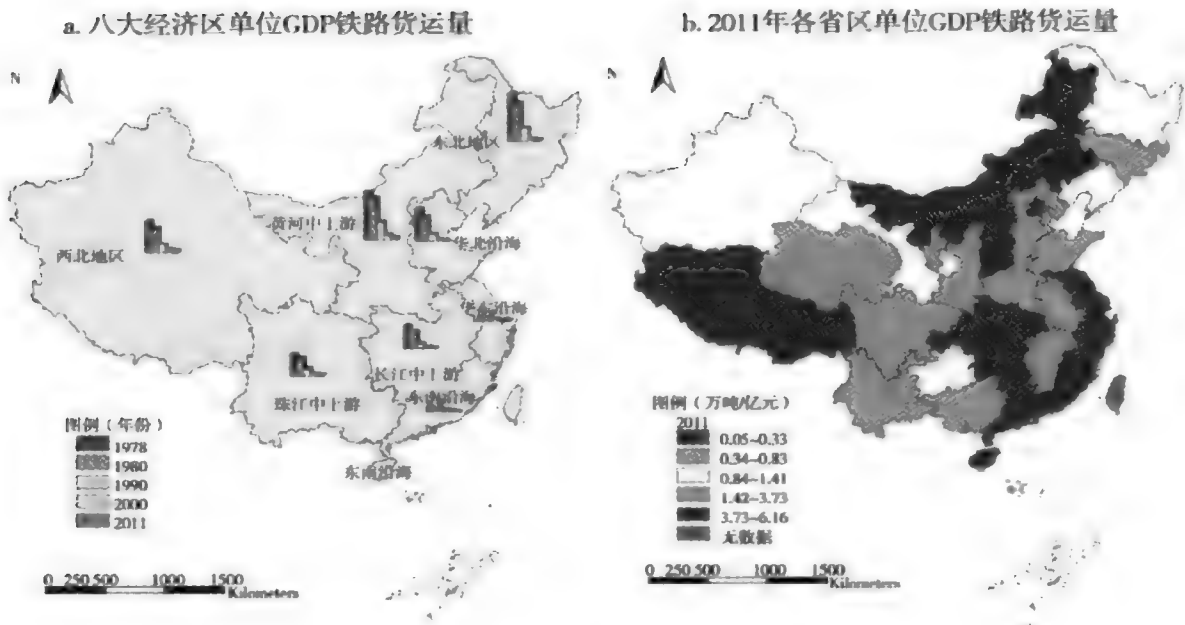 a. 八大经济区单位GDP铁路货运量
N
东北地区
黄河中上游
华北沿海
西北地区
华东沿海
长江中上游
东南沿海
珠江中上游
东南沿海
图例（年份）
1978
1980
1990
2000
2011
0 250 500 1000 1500
Kilometers
b. 2011年各省区单位GDP铁路货运量
N
图例（万吨/亿元）
2011
0.05~0.33
0.34~0.83
0.84~1.41
1.42~3.73
3.73~6.16
无数据
0 250 500 1000 1500
Kilometers